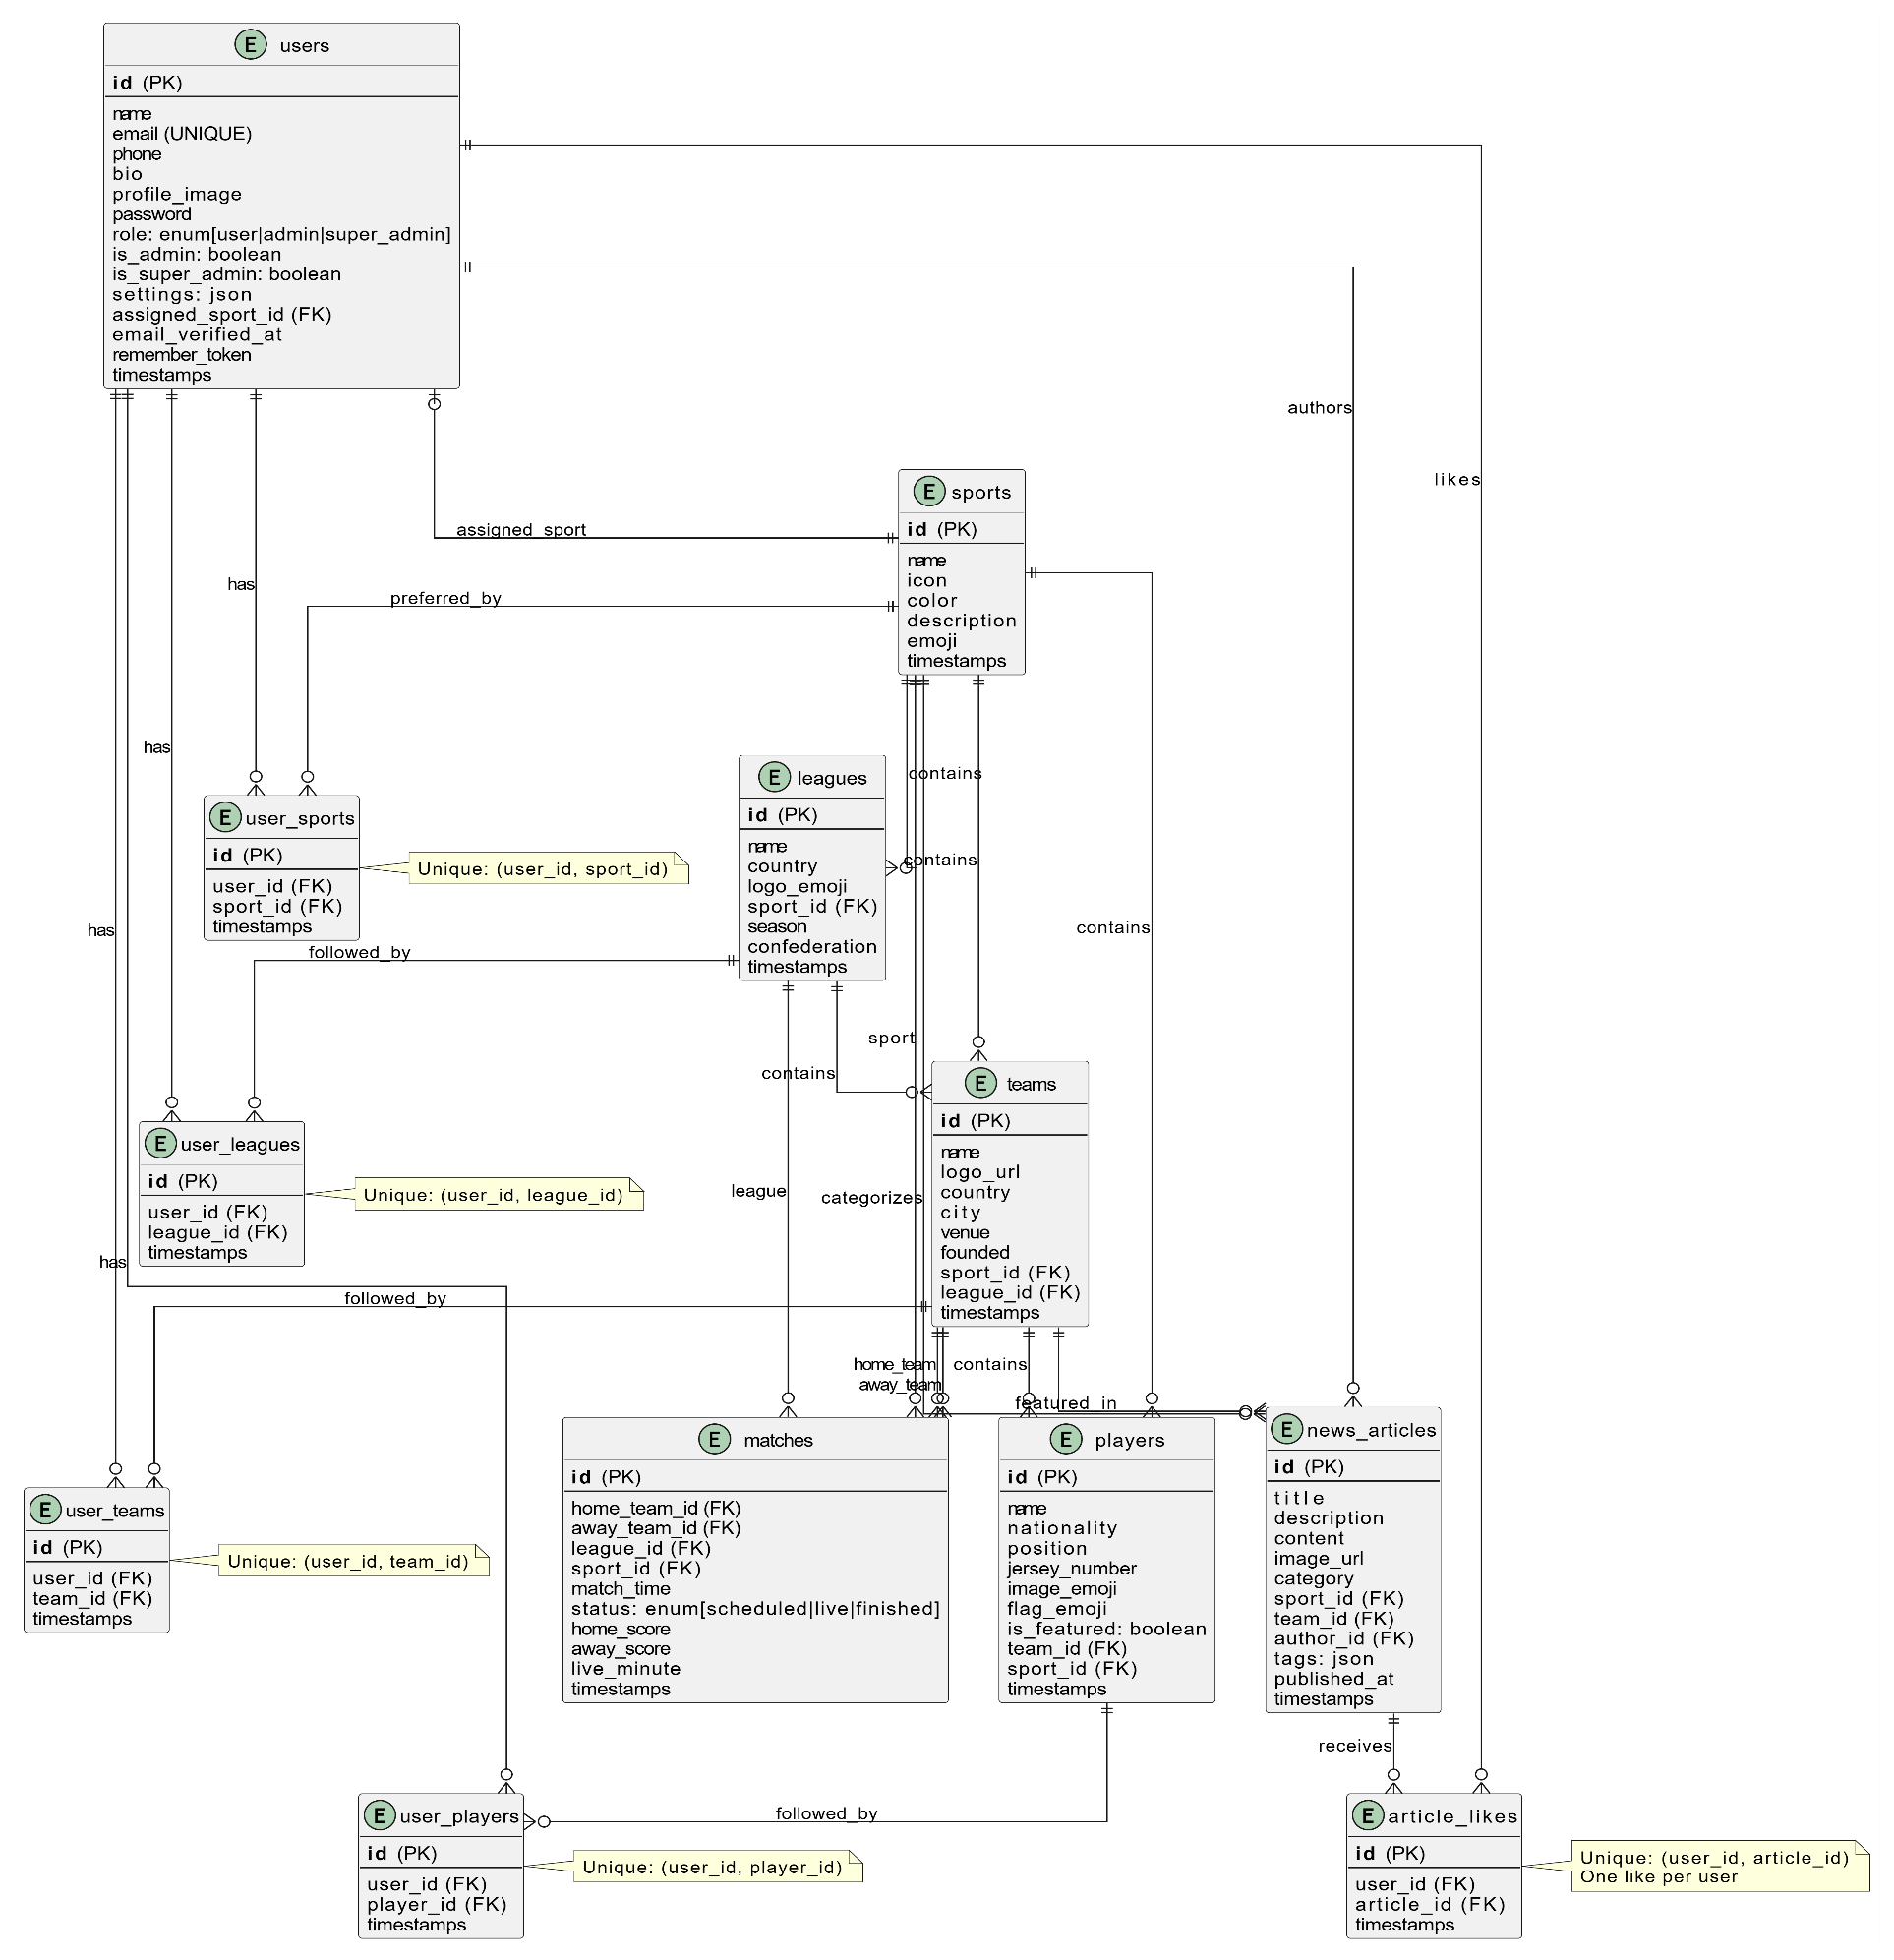 E users
id (PK)
name
email (UNIQUE)
phone
bio
profile_image
password
role: enum[user|admin|super_admin]
is_admin: boolean
is_super_admin: boolean
settings: json
assigned_sport_id (FK)
email_verified_at
remember_token
timestamps
authors
likes
E sports
id (PK)
name
icon
color
description
emoji
timestamps
assigned_sport
has
preferred_by
has
contains
contains
E leagues
id (PK)
name
country
logo_emoji
sport_id (FK)
season
confederation
timestamps
E user_sports
id (PK)
user_id (FK)
sport_id (FK)
timestamps
Unique: (user_id, sport_id)
has
followed_by
contains
sport
contains
E teams
id (PK)
name
logo_url
country
city
venue
founded
sport_id (FK)
league_id (FK)
timestamps
E user_leagues
id (PK)
user_id (FK)
league_id (FK)
timestamps
Unique: (user_id, league_id)
league
categorizes
has
followed_by
home_team
away_team
contains
featured_in
E matches
id (PK)
home_team_id (FK)
away_team_id (FK)
league_id (FK)
sport_id (FK)
match_time
status: enum[scheduled|live|finished]
home_score
away_score
live_minute
timestamps
E players
id (PK)
name
nationality
position
jersey_number
image_emoji
flag_emoji
is_featured: boolean
team_id (FK)
sport_id (FK)
timestamps
E news_articles
id (PK)
title
description
content
image_url
category
sport_id (FK)
team_id (FK)
author_id (FK)
tags: json
published_at
timestamps
E user_teams
id (PK)
user_id (FK)
team_id (FK)
timestamps
Unique: (user_id, team_id)
receives
followed_by
E user_players
id (PK)
user_id (FK)
player_id (FK)
timestamps
Unique: (user_id, player_id)
E article_likes
id (PK)
user_id (FK)
article_id (FK)
timestamps
Unique: (user_id, article_id)
One like per user